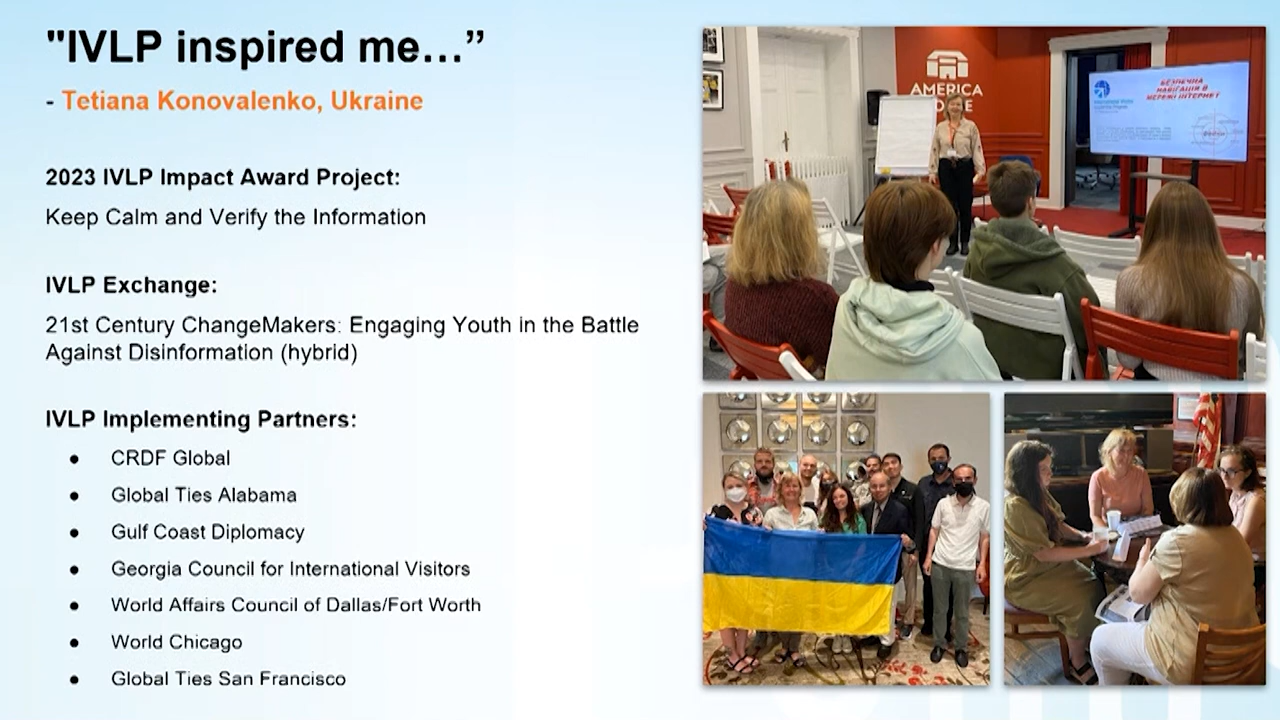 "IVLP inspired me…”
- Tetiana Konovalenko, Ukraine
2023 IVLP Impact Award Project:
Keep Calm and Verify the Information
IVLP Exchange:
21st Century ChangeMakers: Engaging Youth in the Battle
Against Disinformation (hybrid)
IVLP Implementing Partners:
● CRDF Global
● Global Ties Alabama
● Gulf Coast Diplomacy
● Georgia Council for International Visitors
● World Affairs Council of Dallas/Fort Worth
● World Chicago
● Global Ties San Francisco
AMERICA
БЕЗПЕЧНА
НАВІГАЦІЯ В
МЕРЕЖІ ІНТЕРНЕТ